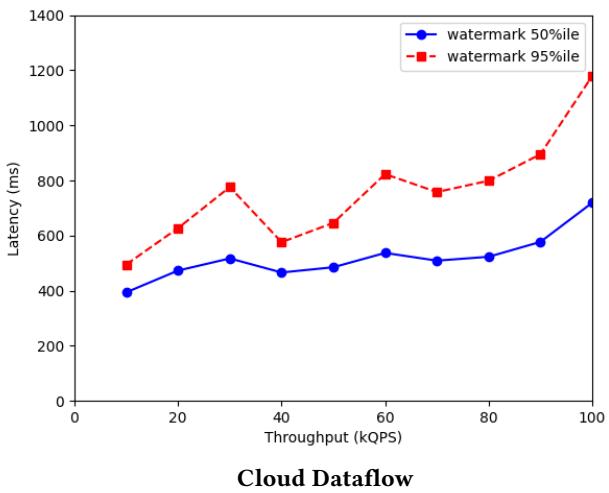 1400
1200
1000
800
600
400
200
0
Latency (ms)
watermark 50%ile
watermark 95%ile
0 20 40 60 80 100
Throughput (kQPS)
Cloud Dataflow